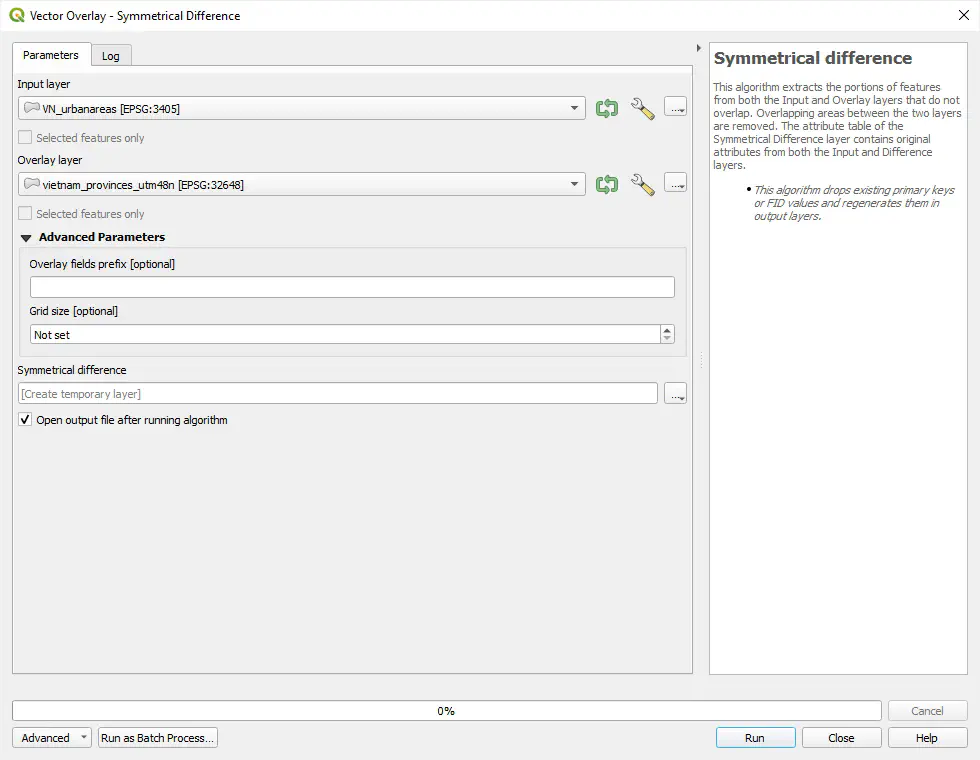 Vector Overlay - Symmetrical Difference
Parameters
Log
Input layer
VN_urbanareas [EPSG:3405]
...
Selected features only
Overlay layer
vietnam_provinces_utm48n [EPSG:32648]
...
Selected features only
Advanced Parameters
Overlay fields prefix [optional]
Grid size [optional]
Not set
Symmetrical difference
[Create temporary layer]
...
Open output file after running algorithm
Symmetrical difference
This algorithm extracts the portions of features
from both the Input and Overlay layers that do not
overlap. Overlapping areas between the two layers
are removed. The attribute table of the
Symmetrical Difference layer contains original
attributes from both the Input and Difference
layers.
• This algorithm drops existing primary keys
or FID values and regenerates them in
output layers.
0%
Cancel
Advanced
Run as Batch Process...
Run
Close
Help